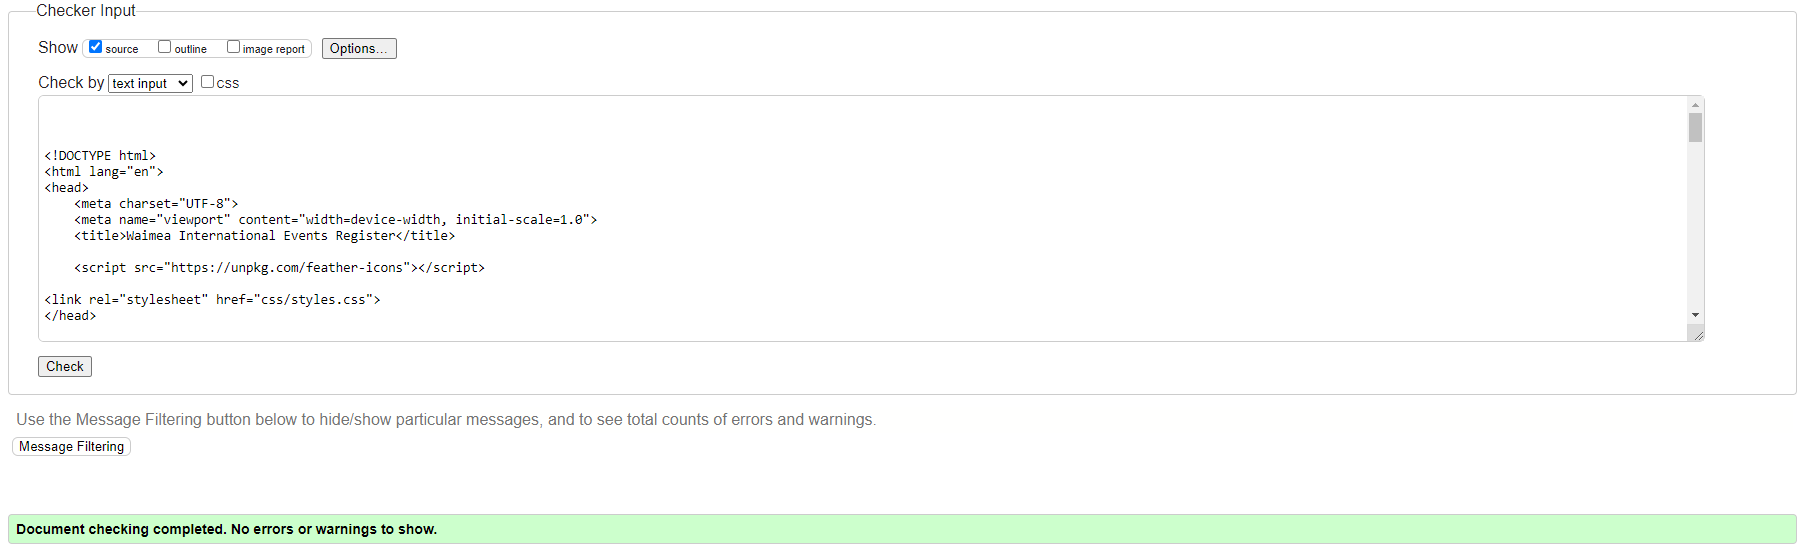 Checker Input
Show source outline image report Options...
Check by text input css
<!DOCTYPE html>
<html lang="en">
<head>
    <meta charset="UTF-8">
    <meta name="viewport" content="width=device-width, initial-scale=1.0">
    <title>Waimea International Events Register</title>
    <script src="https://unpkg.com/feather-icons"></script>
<link rel="stylesheet" href="css/styles.css">
</head>
Check
Use the Message Filtering button below to hide/show particular messages, and to see total counts of errors and warnings.
Message Filtering
Document checking completed. No errors or warnings to show.